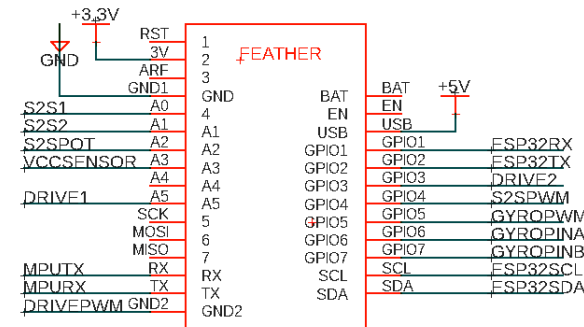 +3.3V
RST 1
3V 2 FEATHER
GND ARF 3
GND1 GND BAT BAT +5V
S2S1 A0 4 EN EN
S2S2 A1 A1 USB USB
S2SPOT A2 A2 GPIO1 GPIO1 ESP32RX
VCCSENSOR A3 A3 GPIO2 GPIO2 ESP32TX
A4 A4 GPIO3 GPIO3 DRIVE2
DRIVE1 A5 A5 GPIO4 GPIO4 S2SPWM
SCK 5 GPIO5 GPIO5 GYROPWM
MOSI 6 GPIO6 GPIO6 GYROPINA
MISO 7 GPIO7 GPIO7 GYROPINB
MPUTX RX RX SCL SCL ESP32SCL
MPURX TX TX SDA SDA ESP32SDA
DRIVEPWM GND2 GND2